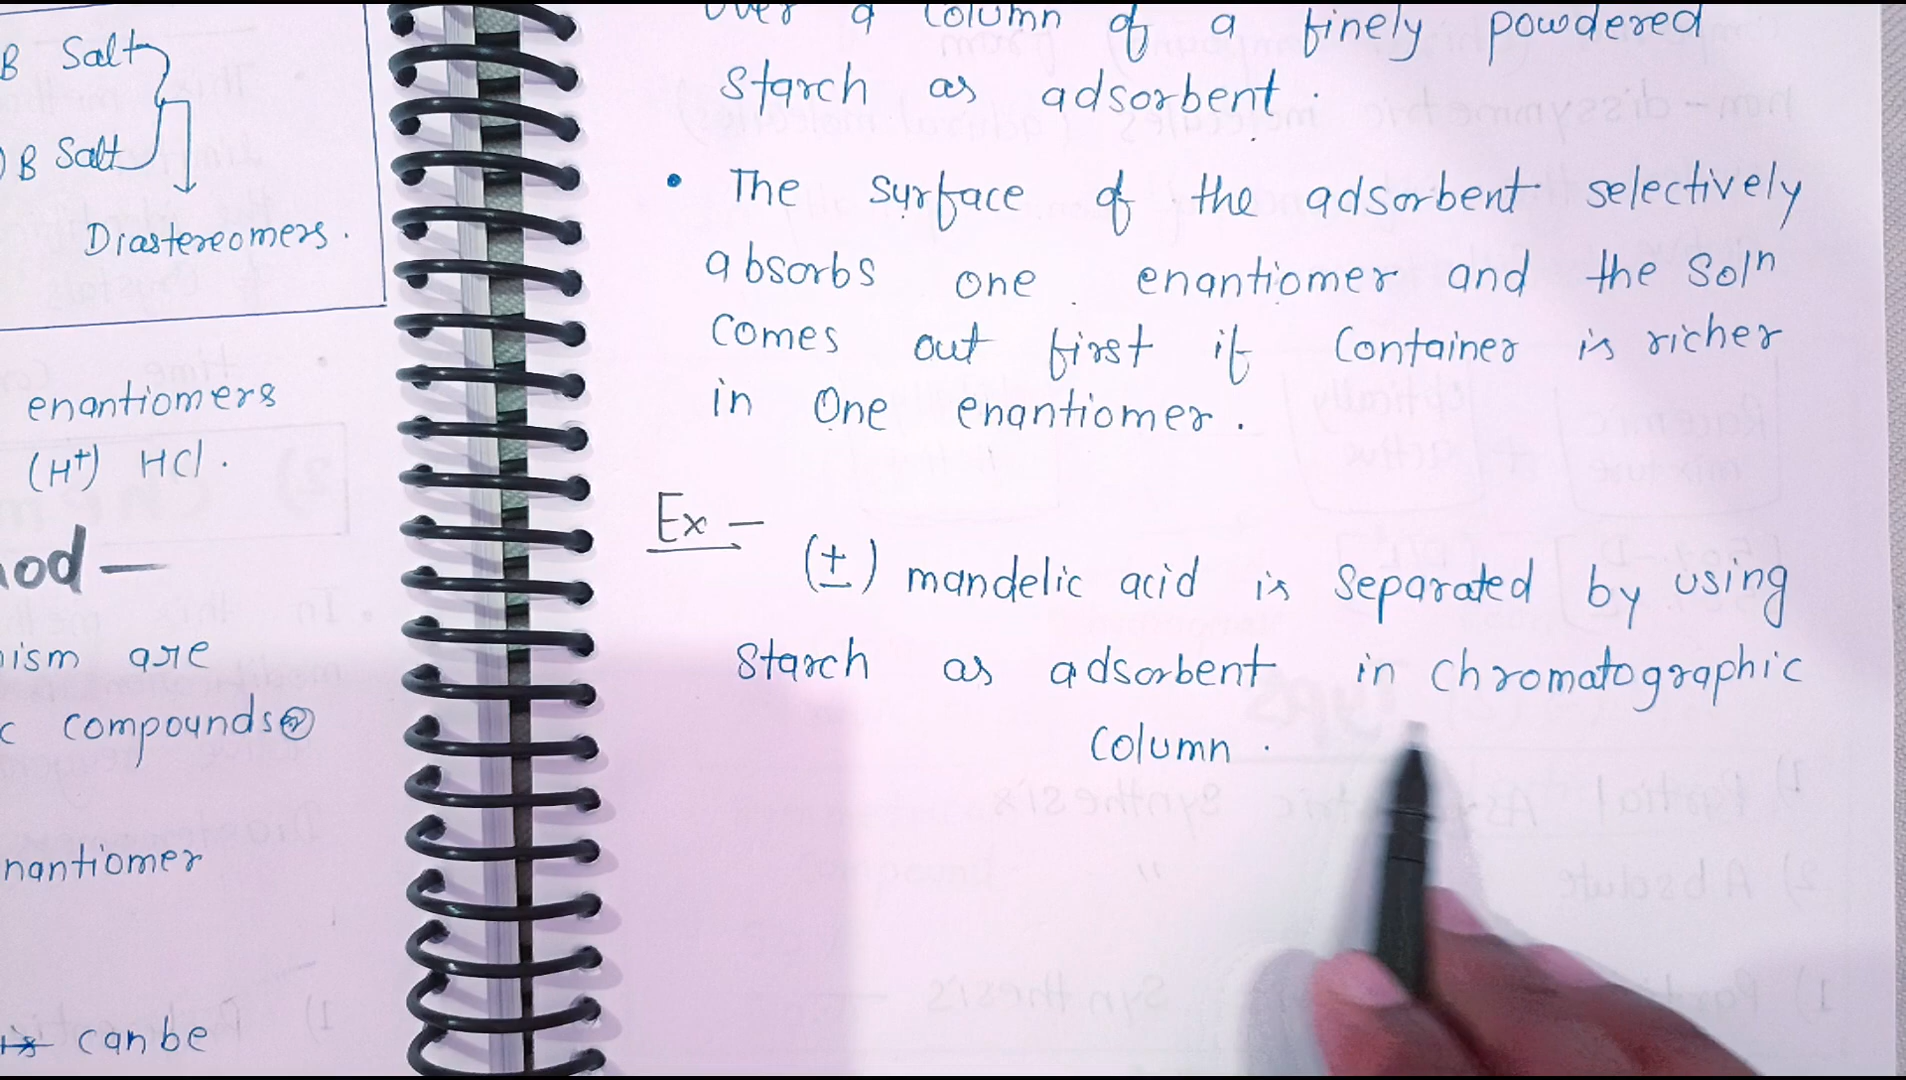 B Salt
B Salt
Diastereomers.
enantiomers
(H+) HCl.
od —
ism are
c compounds
nantiomer
can be
over a column of a finely powdered
starch as adsorbent.
• The surface of the adsorbent selectively
absorbs one enantiomer and the Soln
comes out first if Container is richer
in One enantiomer.
Ex —
(±) mandelic acid is separated by using
starch as adsorbent in chromatographic
column.